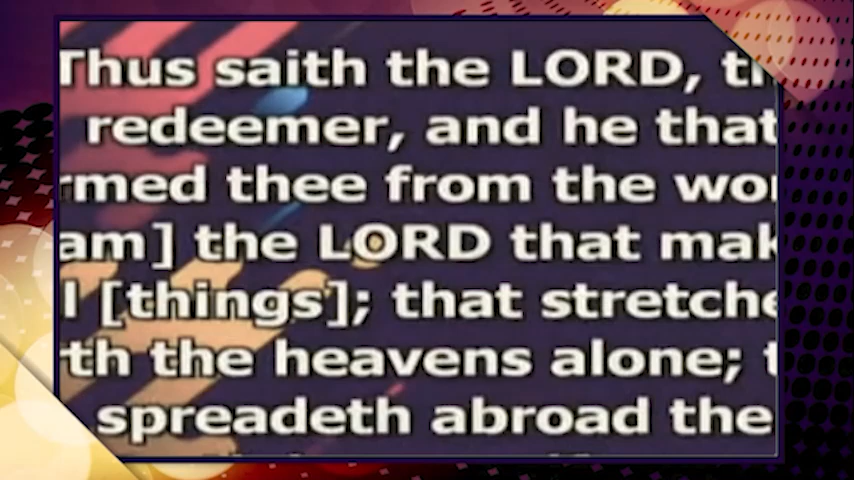 Thus saith the LORD, th
redeemer, and he that
rmed thee from the wo
am] the LORD that mak
l [things]; that stretche
th the heavens alone; t
spreadeth abroad the